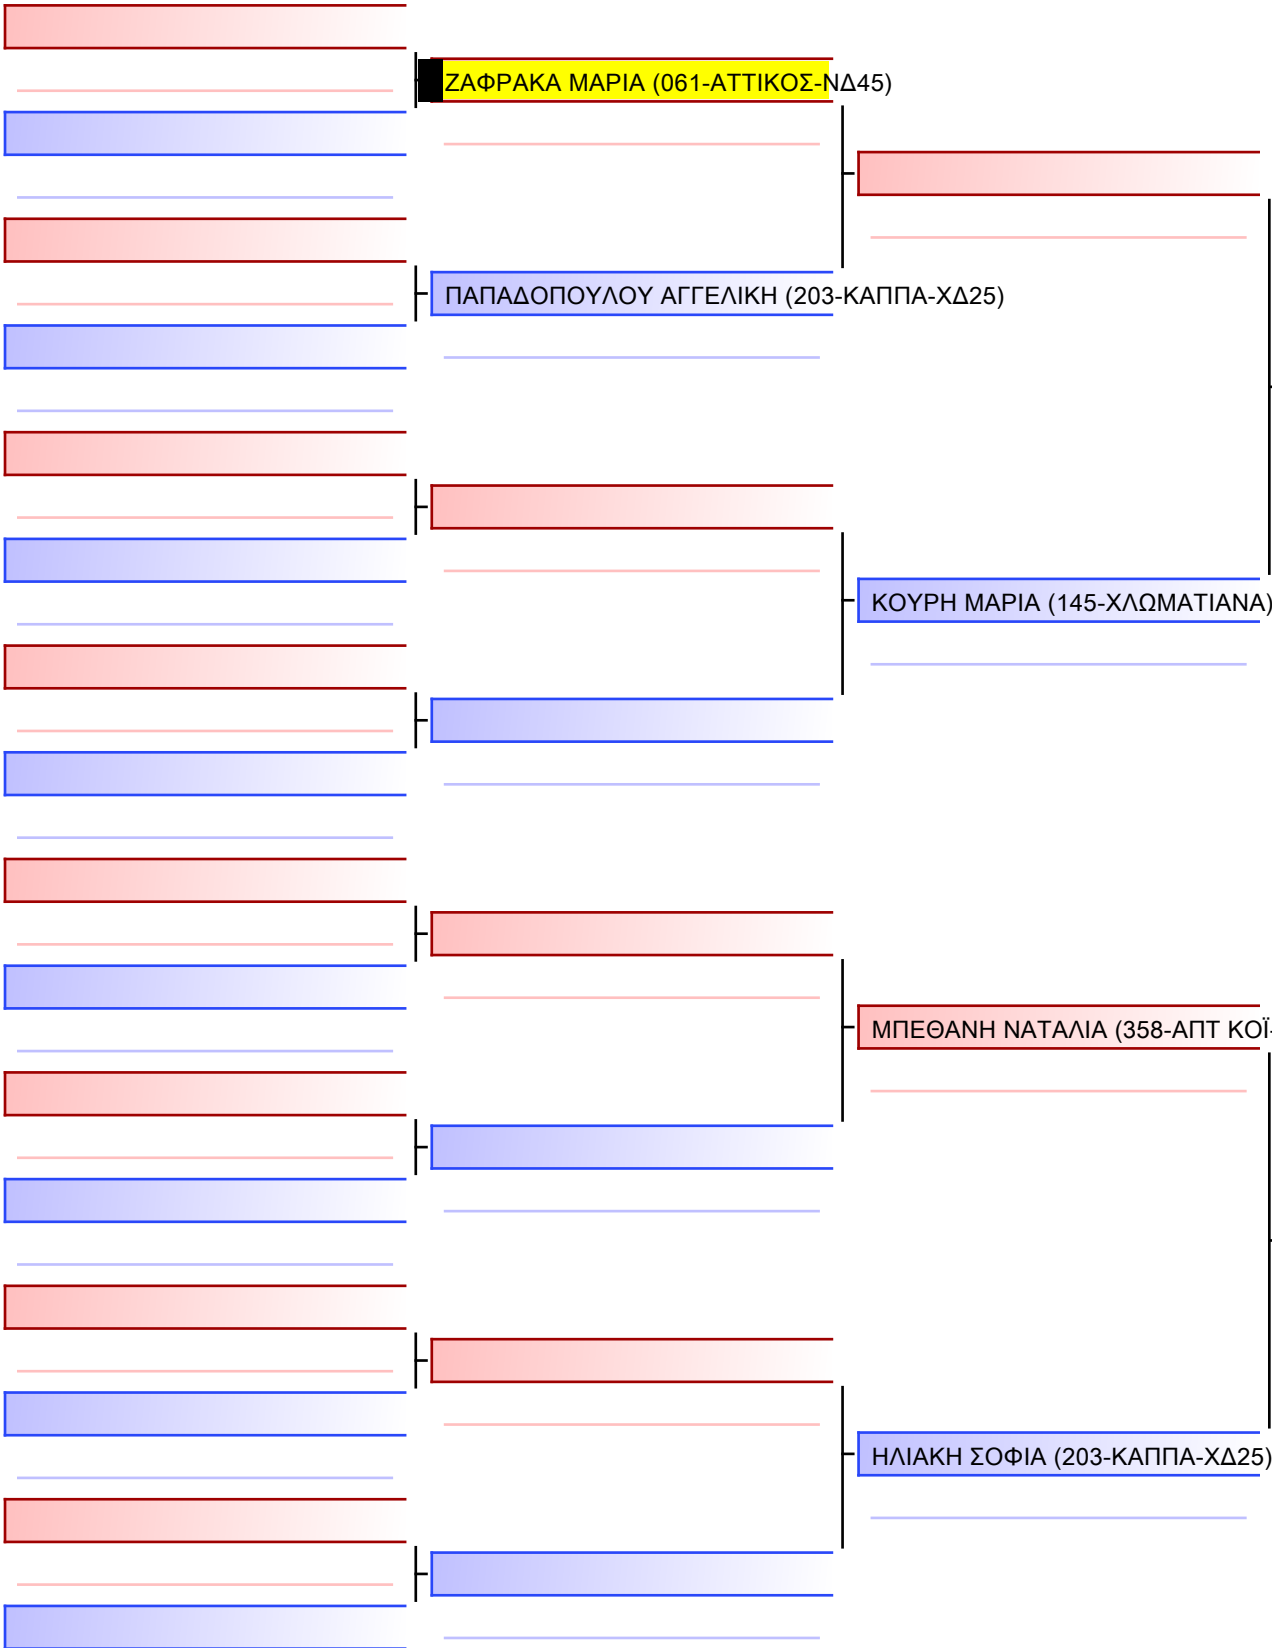 ΖΑΦΡΑΚΑ ΜΑΡΙΑ (061-ΑΤΤΙΚΟΣ-ΝΔ45)
ΠΑΠΑΔΟΠΟΥΛΟΥ ΑΓΓΕΛΙΚΗ (203-ΚΑΠΠΑ-ΧΔ25)
ΚΟΥΡΗ ΜΑΡΙΑ (145-ΧΛΩΜΑΤΙΑΝΑ)
ΜΠΕΘΑΝΗ ΝΑΤΑΛΙΑ (358-ΑΠΤ ΚΟΪ-
ΗΛΙΑΚΗ ΣΟΦΙΑ (203-ΚΑΠΠΑ-ΧΔ25)